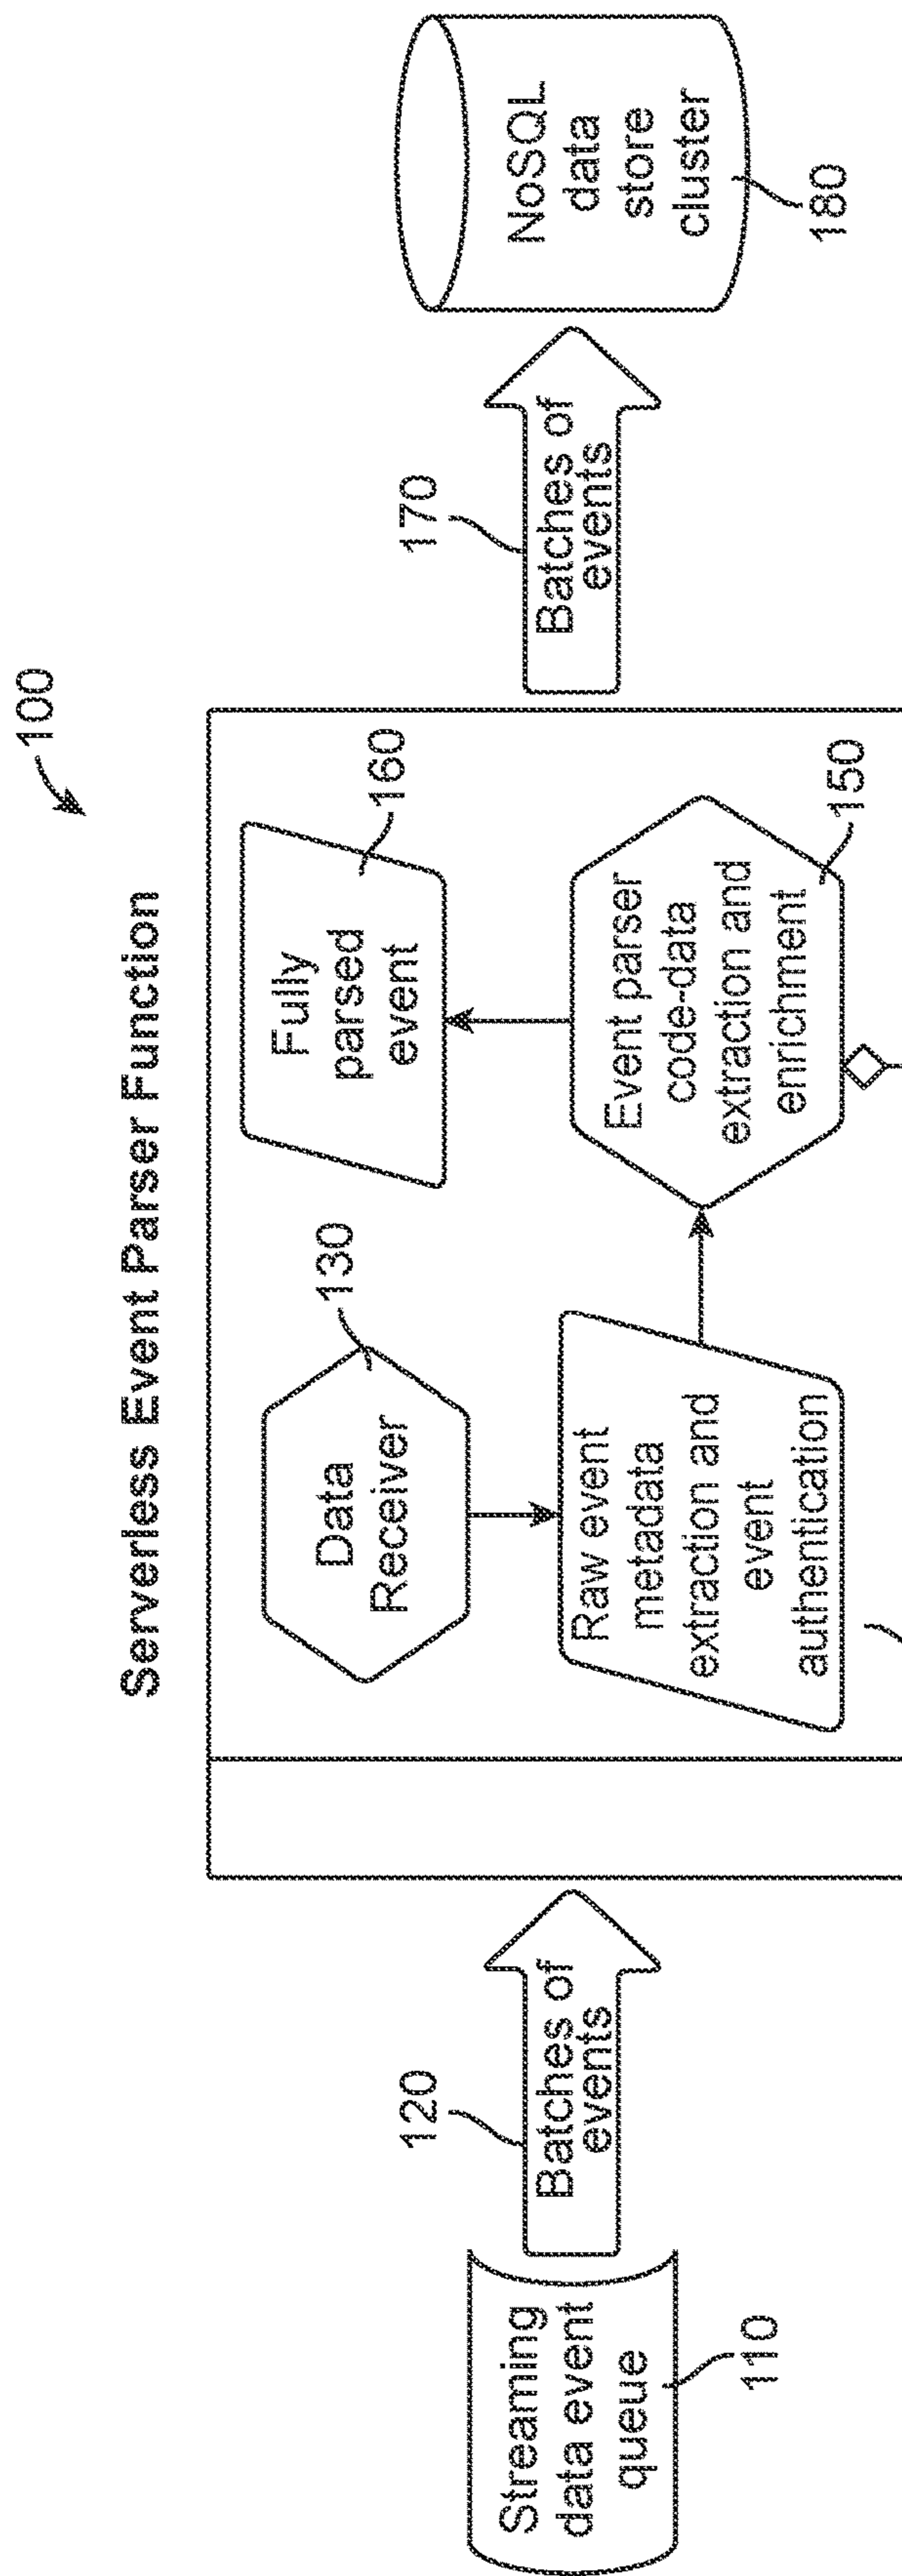 100
Serverless Event Parser Function
Streaming
data event
queue
110
120
Batches of
events
Data
Receiver
130
Raw event
metadata
extraction and
event
authentication
Event parser
code-data
extraction and
enrichment
150
Fully
parsed
event
160
170
Batches of
events
NoSQL
data
store
cluster
180